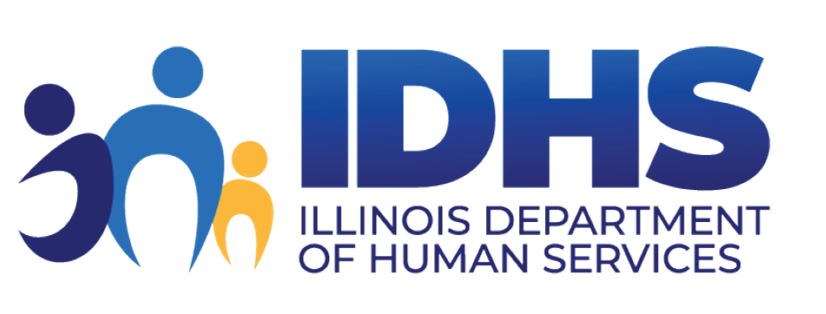 IDHS
ILLINOIS DEPARTMENT
OF HUMAN SERVICES